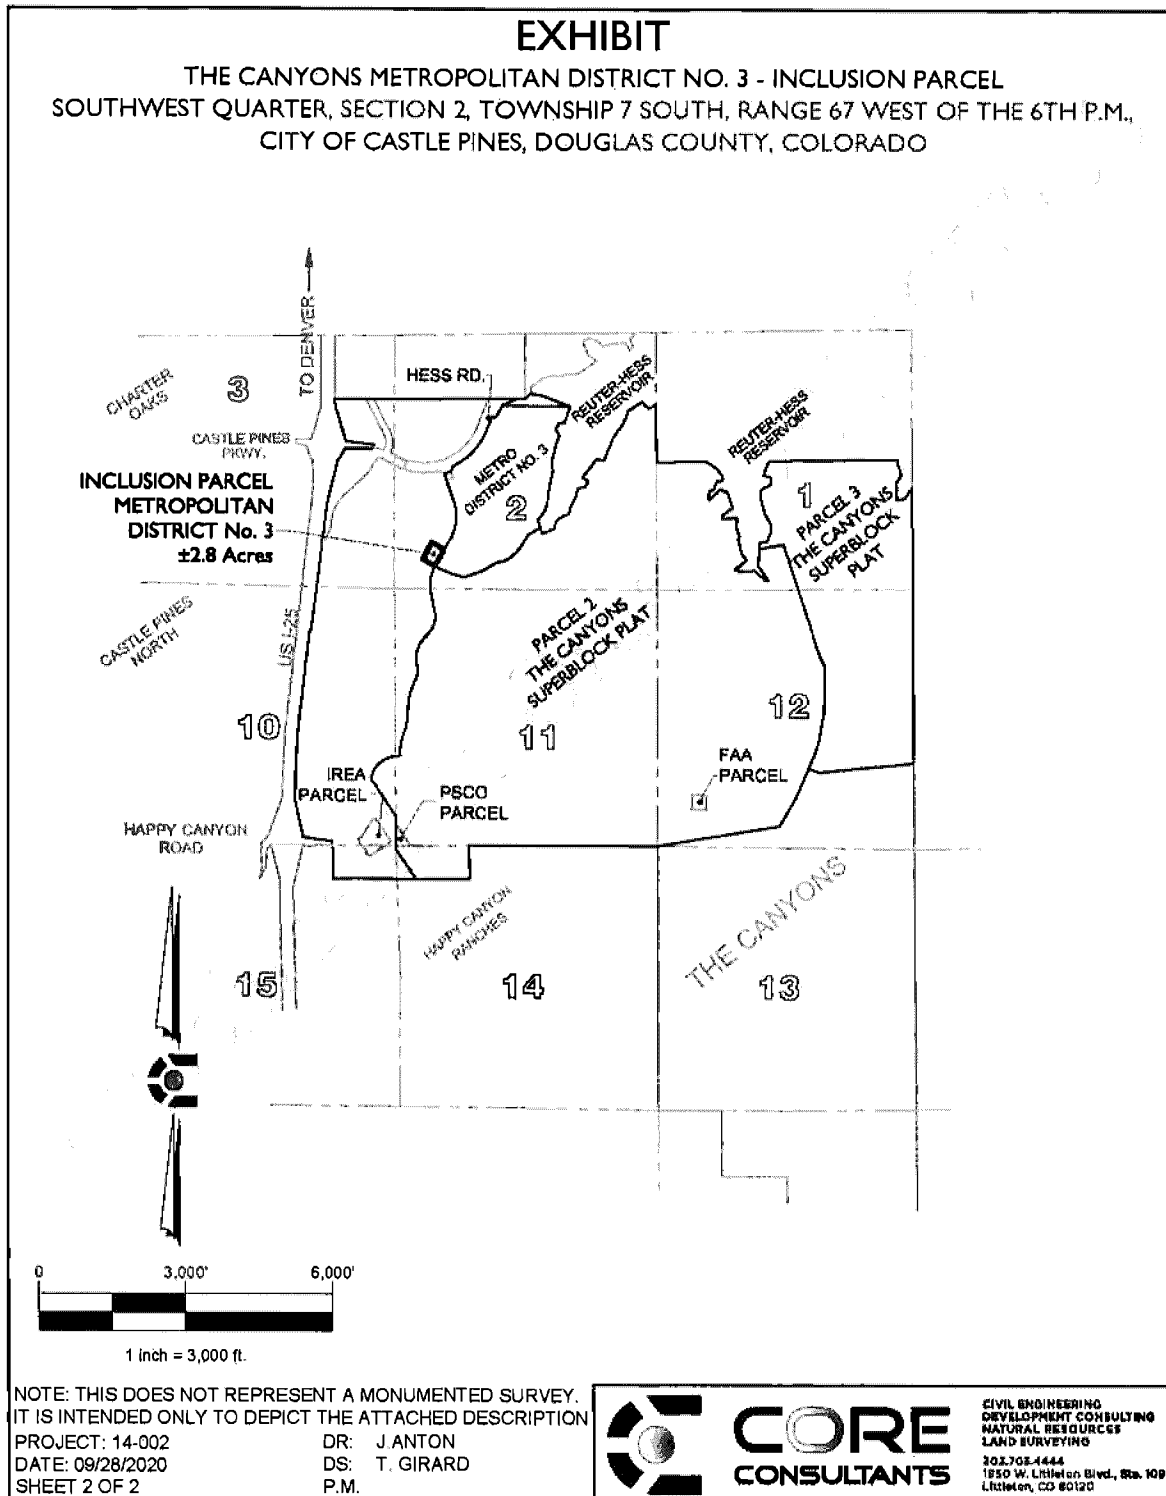 EXHIBIT
THE CANYONS METROPOLITAN DISTRICT NO. 3 - INCLUSION PARCEL
SOUTHWEST QUARTER, SECTION 2, TOWNSHIP 7 SOUTH, RANGE 67 WEST OF THE 6TH P.M.,
CITY OF CASTLE PINES, DOUGLAS COUNTY, COLORADO
TO DENVER
CHARTER
OAKS
3
HESS RD.
REUTER-HESS
RESERVOIR
REUTER-HESS
RESERVOIR
CASTLE PINES
PKWY.
METRO
DISTRICT NO. 3
2
1
PARCEL 3
THE CANYONS
SUPERBLOCK
PLAT
INCLUSION PARCEL
METROPOLITAN
DISTRICT No. 3
±2.8 Acres
CASTLE PINES
NORTH
US I-25
PARCEL 2
THE CANYONS
SUPERBLOCK PLAT
10
11
12
IREA
PARCEL
PSCO
PARCEL
FAA
PARCEL
HAPPY CANYON
ROAD
HAPPY CANYON
RANCHES
THE CANYONS
15
14
13
0
3,000'
6,000'
1 inch = 3,000 ft.
NOTE: THIS DOES NOT REPRESENT A MONUMENTED SURVEY.
IT IS INTENDED ONLY TO DEPICT THE ATTACHED DESCRIPTION
PROJECT: 14-002
DR: J.ANTON
DATE: 09/28/2020
DS: T. GIRARD
SHEET 2 OF 2
P.M.
CORE
CONSULTANTS
CIVIL ENGINEERING
DEVELOPMENT CONSULTING
NATURAL RESOURCES
LAND SURVEYING
303.703.4444
1950 W. Littleton Blvd., Ste. 109
Littleton, CO 80120